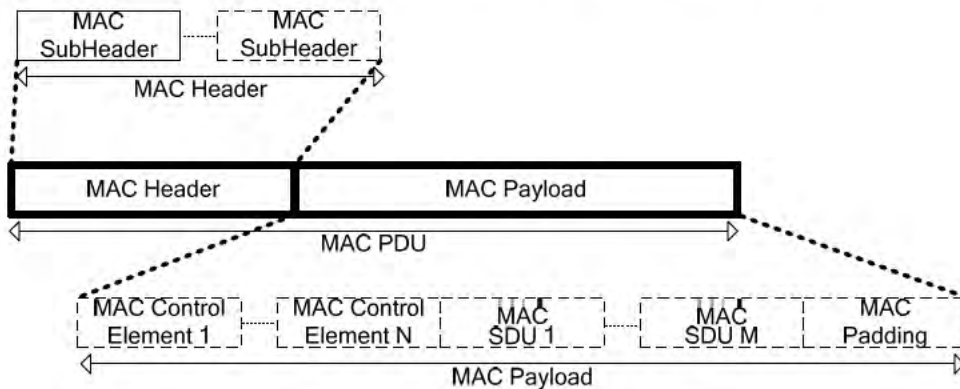 MAC
SubHeader
MAC
SubHeader
MAC Header
MAC Header
MAC Payload
MAC PDU
MAC Control
Element 1
MAC Control
Element N
MAC
SDU 1
MAC
SDU M
MAC
Padding
MAC Payload